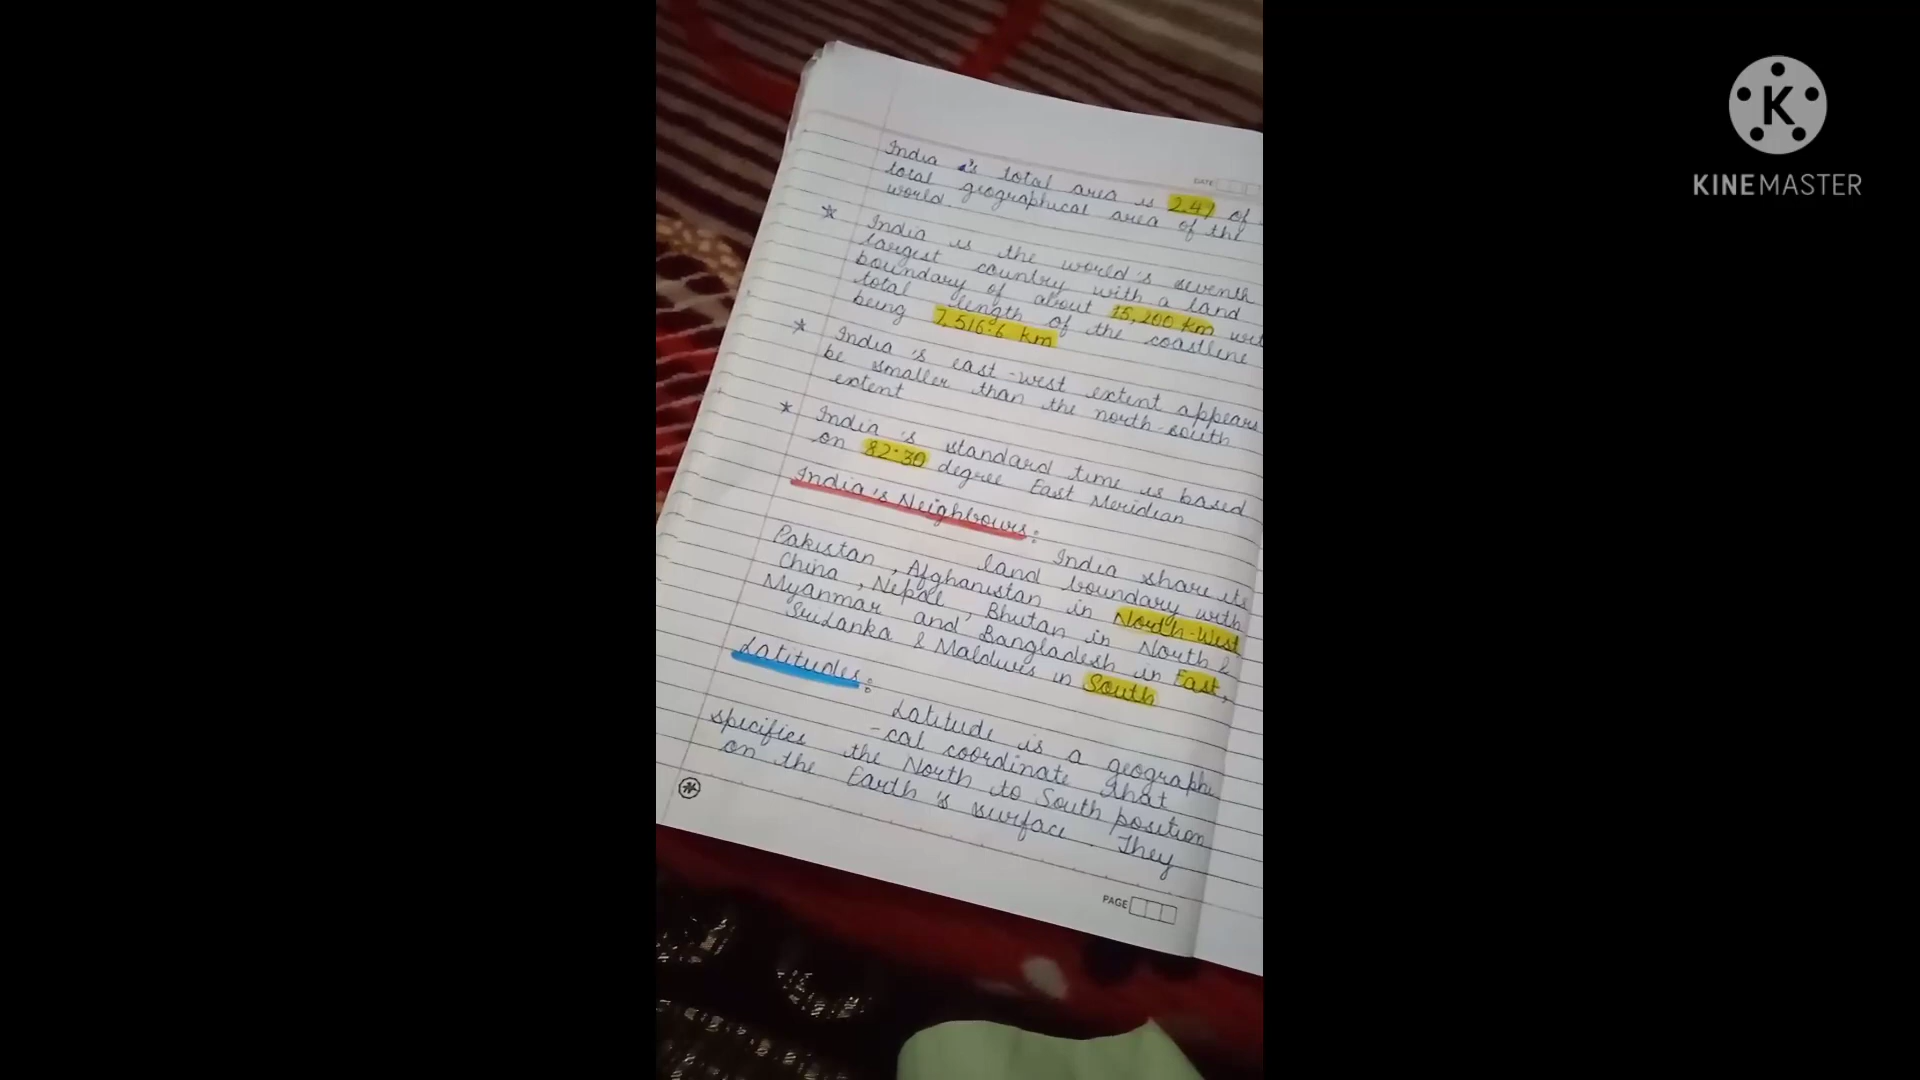 DATE
India's total area is 2.47 of
total geographical area of the
world.
* India is the world's seventh
largest country with a land
boundary of about 15,200 km
total length of the coastline
being 7,516.6 km
* India's east-west extent appears
be smaller than the north-south
extent
* India's standard time is based
on 82.30 degree East Meridian
India's Neighbours: India share its
land boundary with
Pakistan, Afghanistan in North-West
China, Nepal, Bhutan in North &
Myanmar and Bangladesh in East,
SriLanka & Maldives in South
Latitudes:
Latitude is a geographi
-cal coordinate that
specifies the North to South position
on the Earth's surface. They
PAGE
K
KINEMASTER